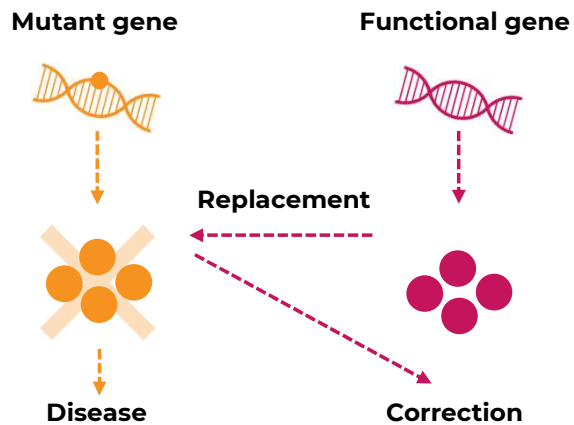 Mutant gene
Functional gene
Replacement
Disease
Correction